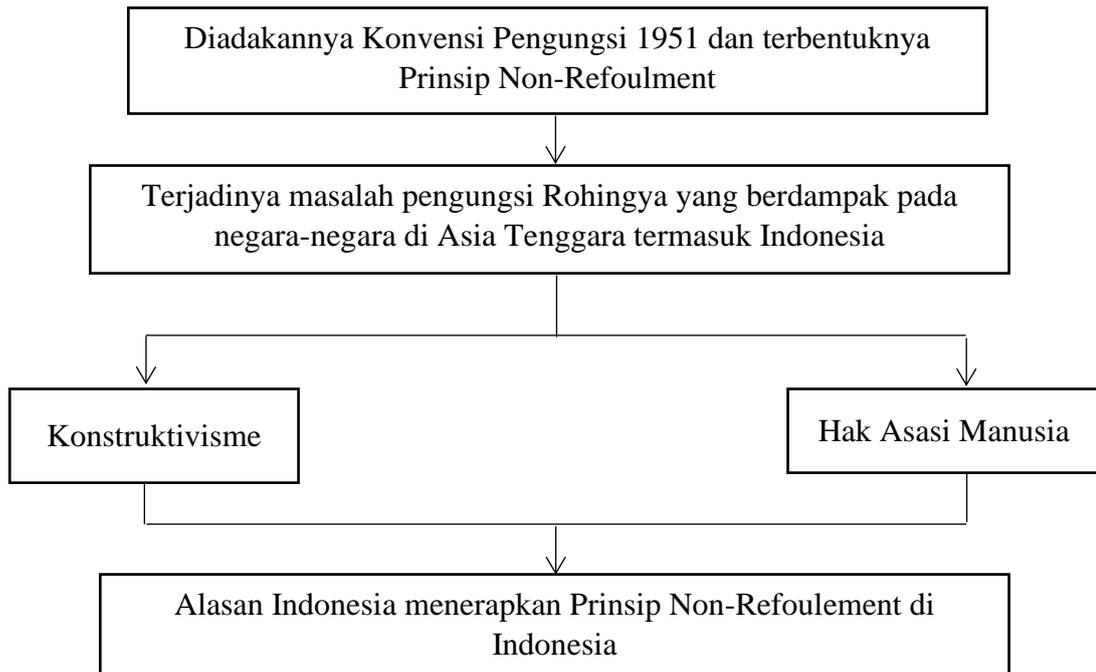 Diadakannya Konvensi Pengungsi 1951 dan terbentuknya
Prinsip Non-Refoulment
Terjadinya masalah pengungsi Rohingya yang berdampak pada
negara-negara di Asia Tenggara termasuk Indonesia
Konstruktivisme
Hak Asasi Manusia
Alasan Indonesia menerapkan Prinsip Non-Refoulement di
Indonesia